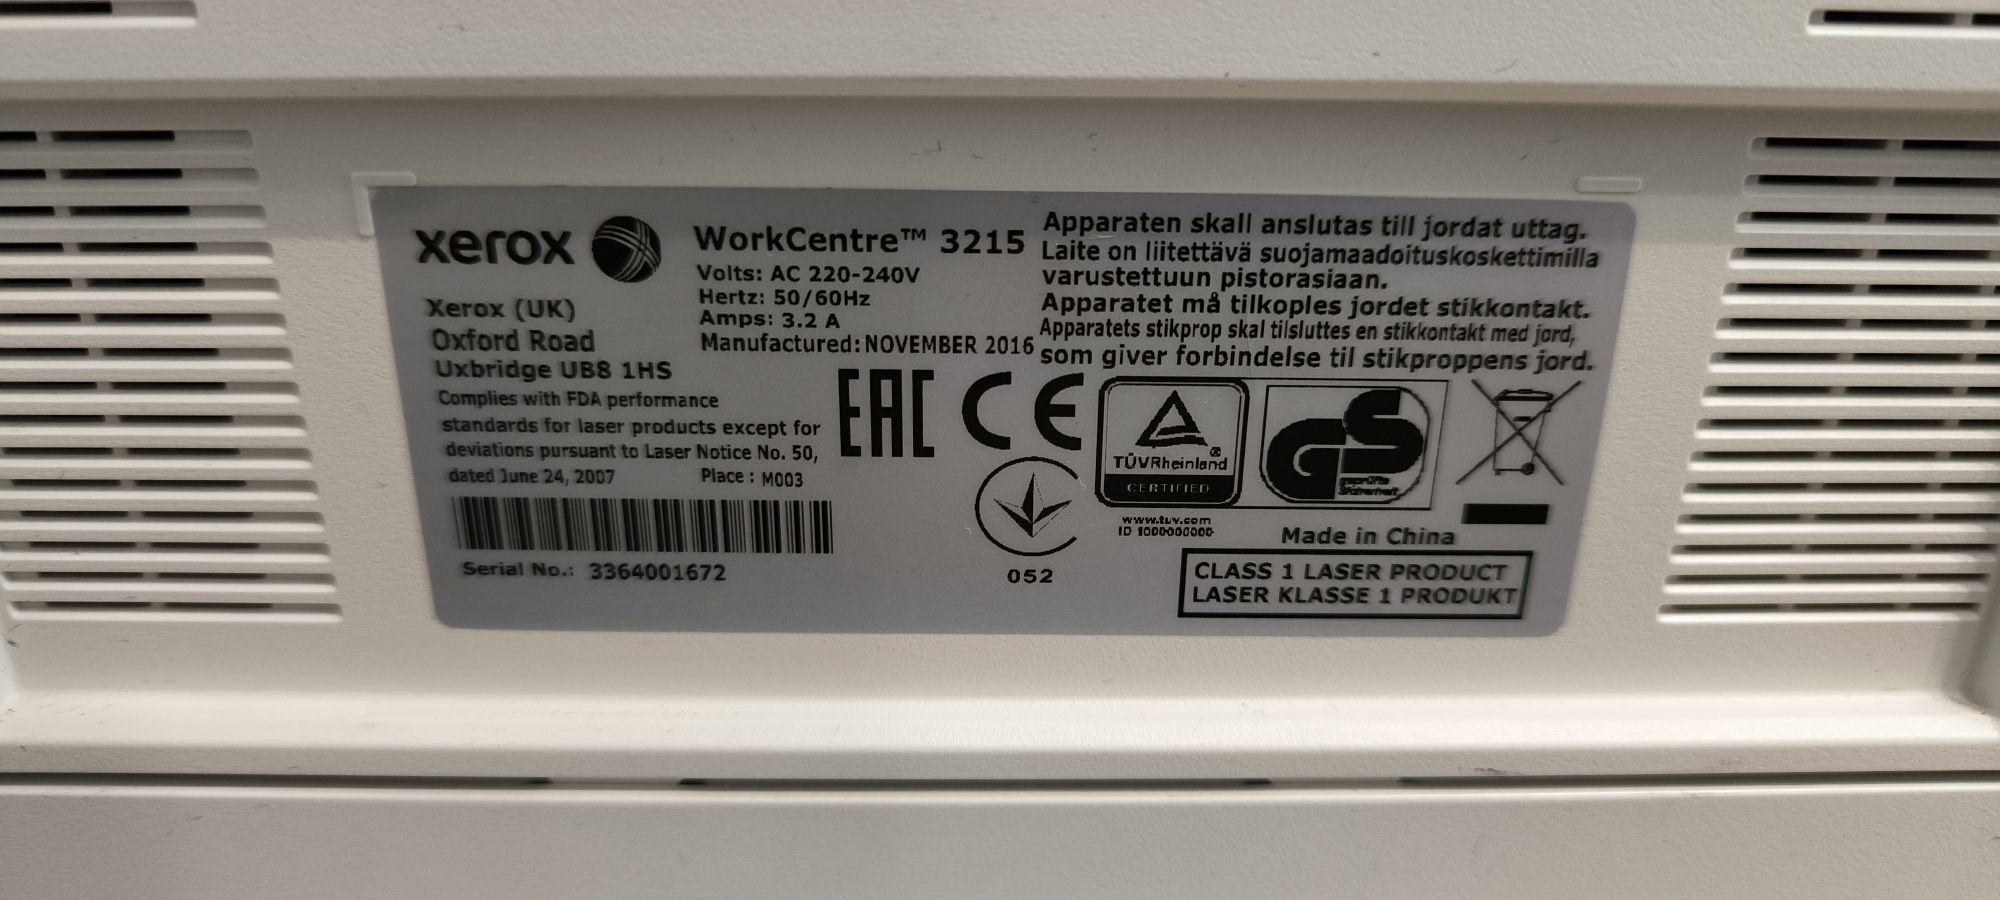 xerox
Xerox (UK)
Oxford Road
Uxbridge UB8 1HS
Complies with FDA performance
standards for laser products except for
deviations pursuant to Laser Notice No. 50,
dated June 24, 2007
Place : M003
Serial No.: 3364001672
WorkCentre™ 3215
Volts: AC 220-240V
Hertz: 50/60Hz
Amps: 3.2 A
Manufactured: NOVEMBER 2016
Apparaten skall anslutas till jordat uttag.
Laite on liitettävä suojamaadoituskoskettimilla
varustettuun pistorasiaan.
Apparatet må tilkoples jordet stikkontakt.
Apparatets stikprop skal tilsluttes en stikkontakt med jord,
som giver forbindelse til stikproppens jord.
EAC
CE
052
TÜVRheinland®
CERTIFIED
www.tuv.com
ID 1000000000
GS
geprüfte
Sicherheit
Made in China
CLASS 1 LASER PRODUCT
LASER KLASSE 1 PRODUKT